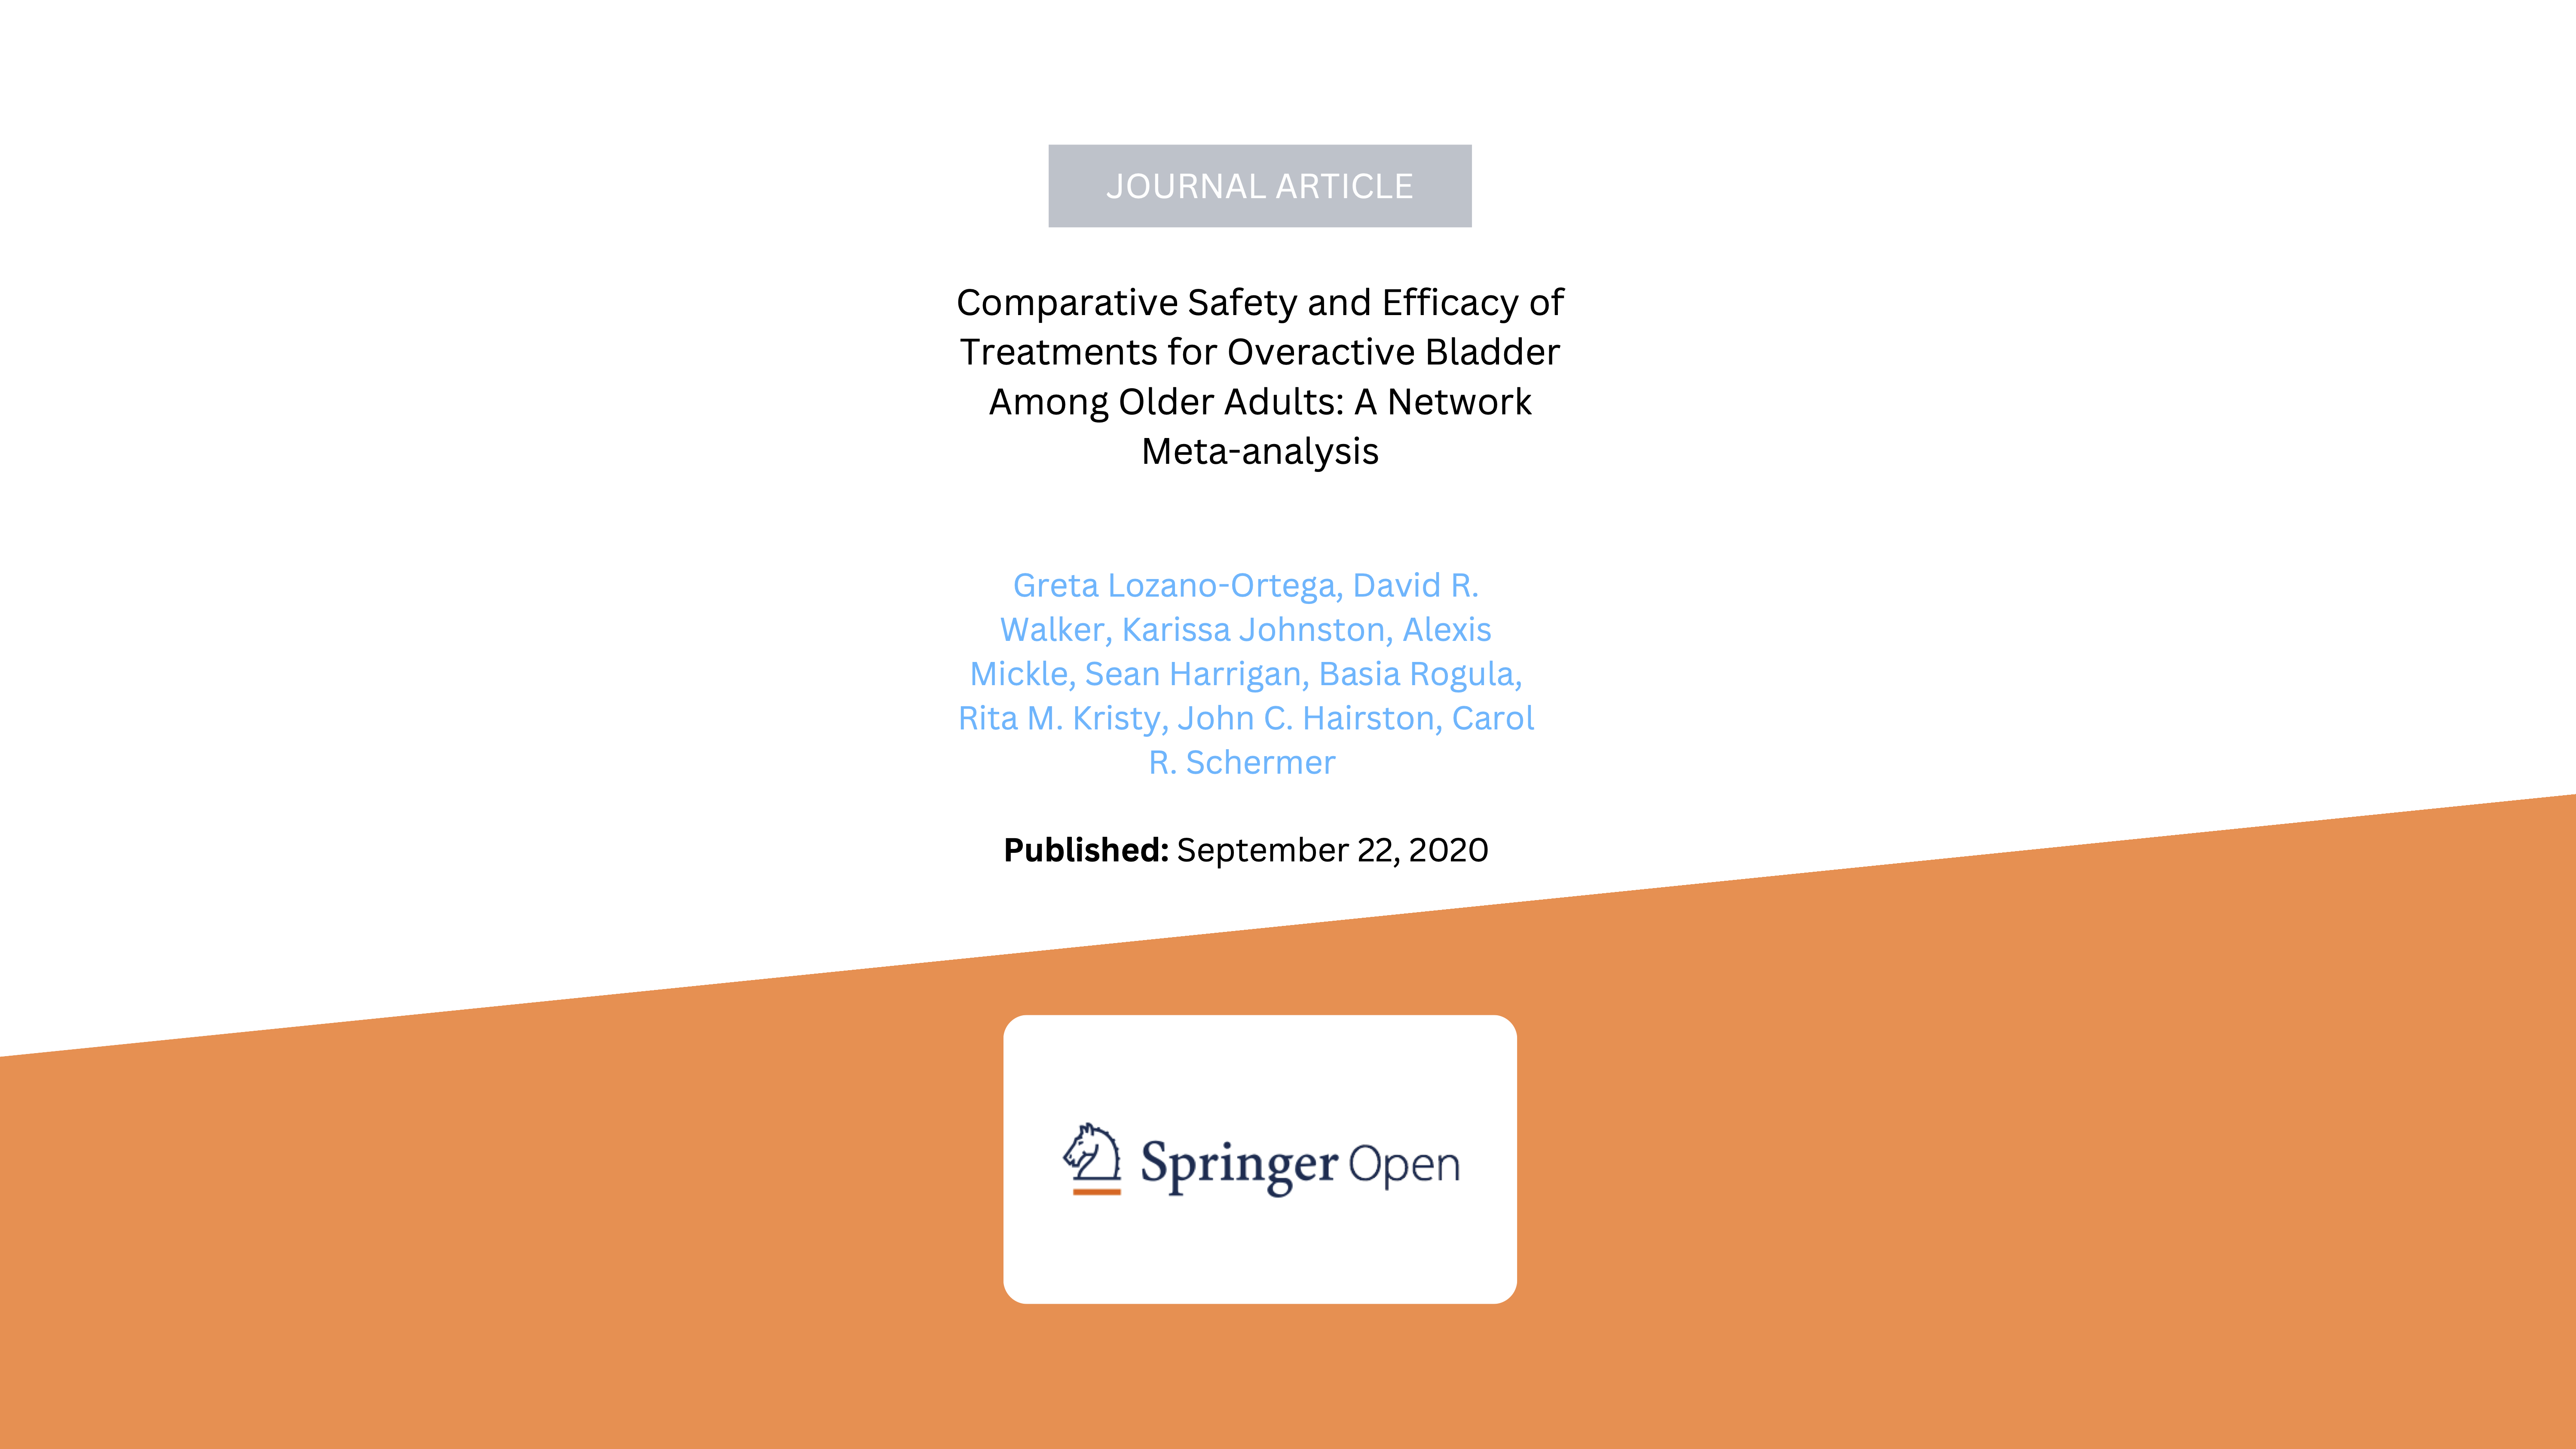 JOURNAL ARTICLE
Comparative Safety and Efficacy of
Treatments for Overactive Bladder
Among Older Adults: A Network
Meta-analysis
Greta Lozano-Ortega, David R.
Walker, Karissa Johnston, Alexis
Mickle, Sean Harrigan, Basia Rogula,
Rita M. Kristy, John C. Hairston, Carol
R. Schermer
Published: September 22, 2020
Springer Open